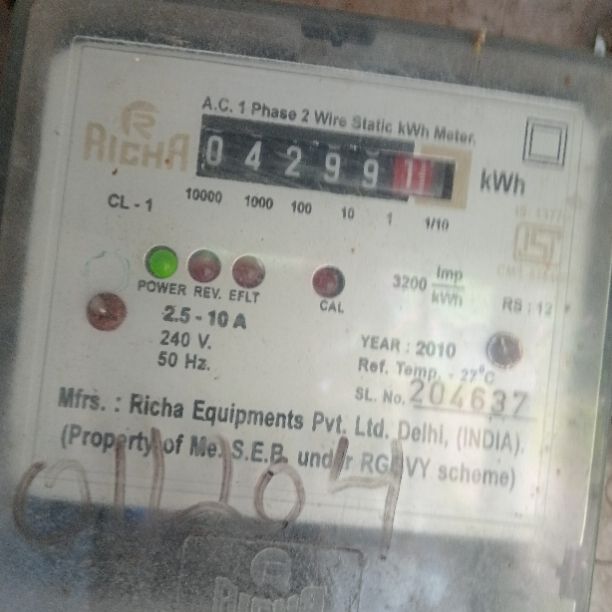 A.C. 1 Phase 2 Wire Static kWh Meter.
RICHA
0 4 2 9 9 1 kWh
CL - 1
10000 1000 100 10 1 1/10
POWER REV. EFLT CAL
3200 Imp/kWh
RS : 12
2.5 - 10 A
240 V.
50 Hz.
YEAR : 2010
Ref. Temp. - 27°C
SL. No. 204637
Mfrs. : Richa Equipments Pvt. Ltd. Delhi, (INDIA).
(Property of Me. S.E.B. under RGGVY scheme)
RICHA